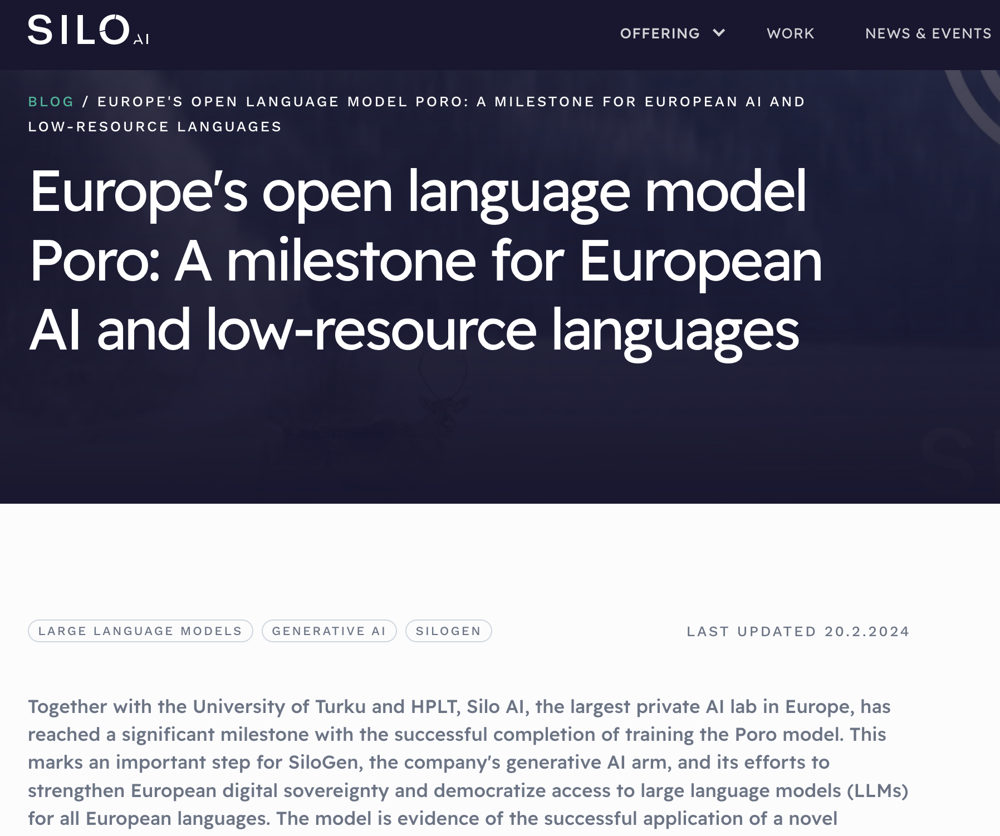 SILO AI
OFFERING
WORK
NEWS & EVENTS
BLOG / EUROPE'S OPEN LANGUAGE MODEL PORO: A MILESTONE FOR EUROPEAN AI AND
LOW-RESOURCE LANGUAGES
Europe's open language model
Poro: A milestone for European
AI and low-resource languages
LARGE LANGUAGE MODELS
GENERATIVE AI
SILOGEN
LAST UPDATED 20.2.2024
Together with the University of Turku and HPLT, Silo AI, the largest private AI lab in Europe, has
reached a significant milestone with the successful completion of training the Poro model. This
marks an important step for SiloGen, the company's generative AI arm, and its efforts to
strengthen European digital sovereignty and democratize access to large language models (LLMs)
for all European languages. The model is evidence of the successful application of a novel